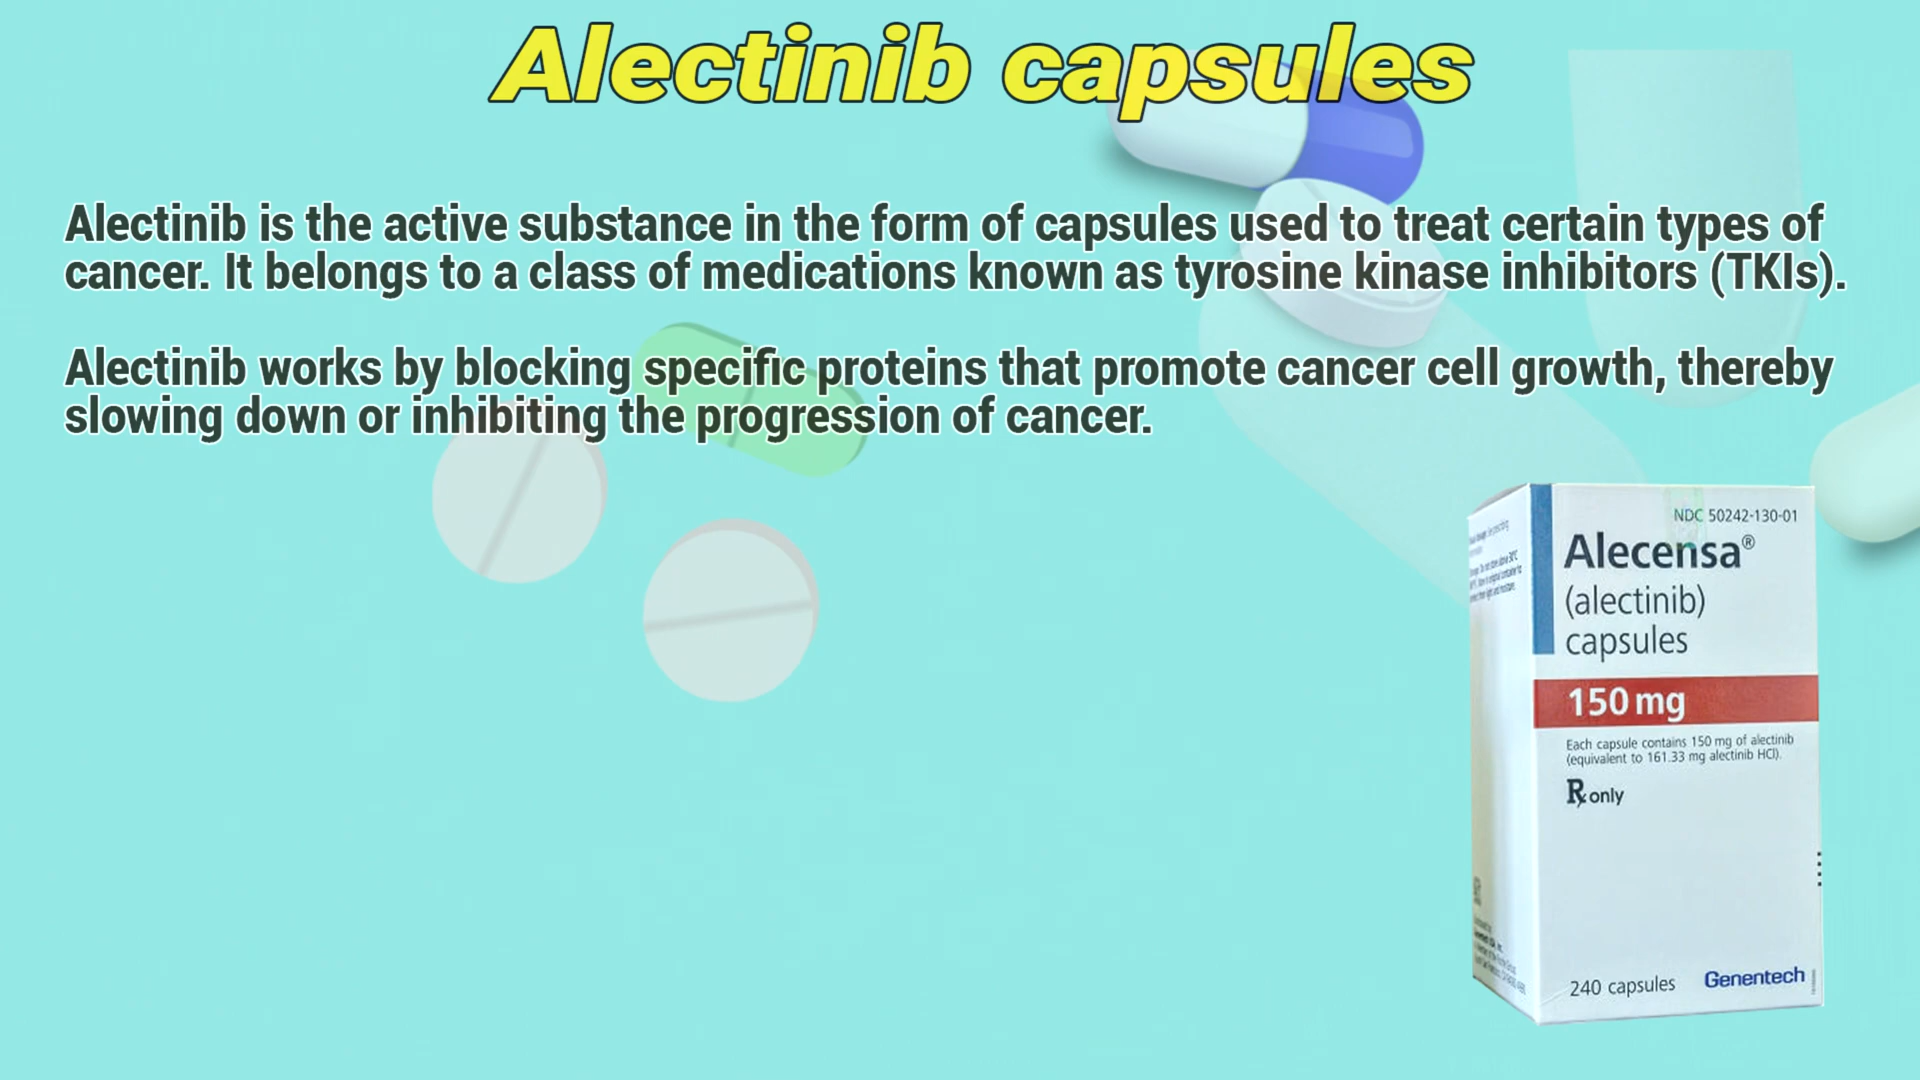 Alectinib capsules
Alectinib is the active substance in the form of capsules used to treat certain types of
cancer. It belongs to a class of medications known as tyrosine kinase inhibitors (TKIs).
Alectinib works by blocking specific proteins that promote cancer cell growth, thereby
slowing down or inhibiting the progression of cancer.
NDC 50242-130-01
Alecensa®
(alectinib)
capsules
150 mg
Each capsule contains 150 mg of alectinib
(equivalent to 161.33 mg alectinib HCl).
Rx only
240 capsules
Genentech